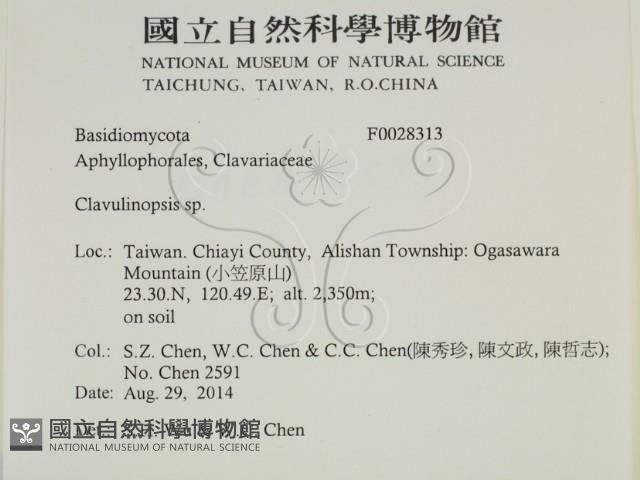 國立自然科學博物館
NATIONAL MUSEUM OF NATURAL SCIENCE
TAICHUNG, TAIWAN, R.O.CHINA
Basidiomycota F0028313
Aphyllophorales, Clavariaceae
Clavulinopsis sp.
Loc.: Taiwan. Chiayi County, Alishan Township: Ogasawara
Mountain (小笠原山)
23.30.N, 120.49.E; alt. 2,350m;
on soil
Col.: S.Z. Chen, W.C. Chen & C.C. Chen(陳秀珍, 陳文政, 陳哲志);
No. Chen 2591
Date: Aug. 29, 2014
Chen
國立自然科學博物館
NATIONAL MUSEUM OF NATURAL SCIENCE